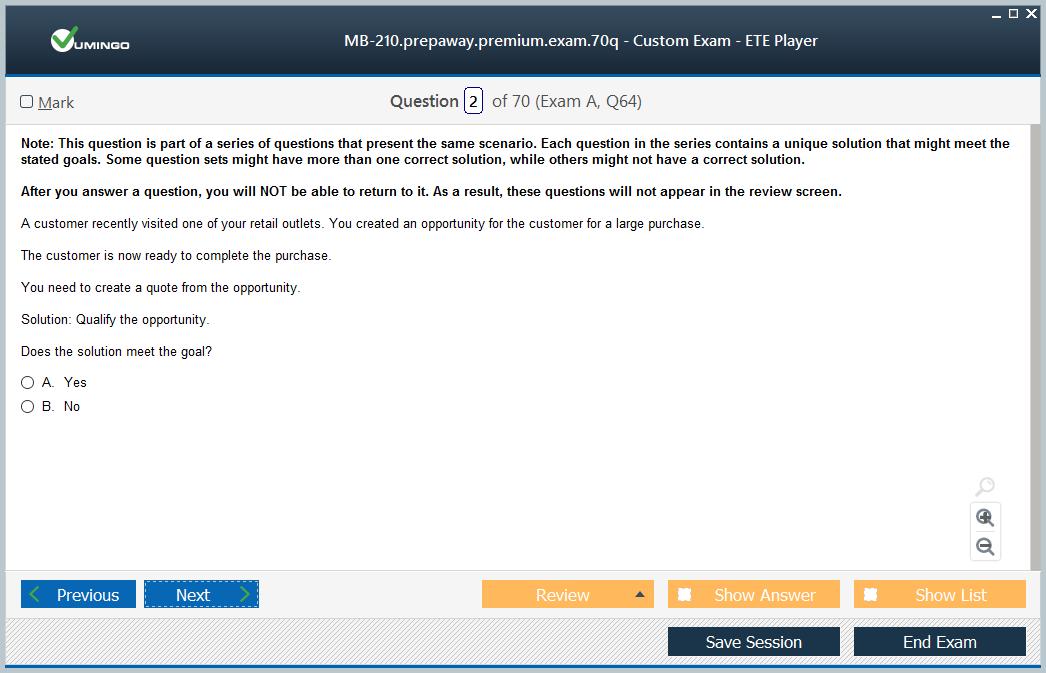 VUMINGO
MB-210.prepaway.premium.exam.70q - Custom Exam - ETE Player
Mark
Question 2 of 70 (Exam A, Q64)
Note: This question is part of a series of questions that present the same scenario. Each question in the series contains a unique solution that might meet the
stated goals. Some question sets might have more than one correct solution, while others might not have a correct solution.
After you answer a question, you will NOT be able to return to it. As a result, these questions will not appear in the review screen.
A customer recently visited one of your retail outlets. You created an opportunity for the customer for a large purchase.
The customer is now ready to complete the purchase.
You need to create a quote from the opportunity.
Solution: Qualify the opportunity.
Does the solution meet the goal?
A. Yes
B. No
Previous
Next
Review
Show Answer
Show List
Save Session
End Exam